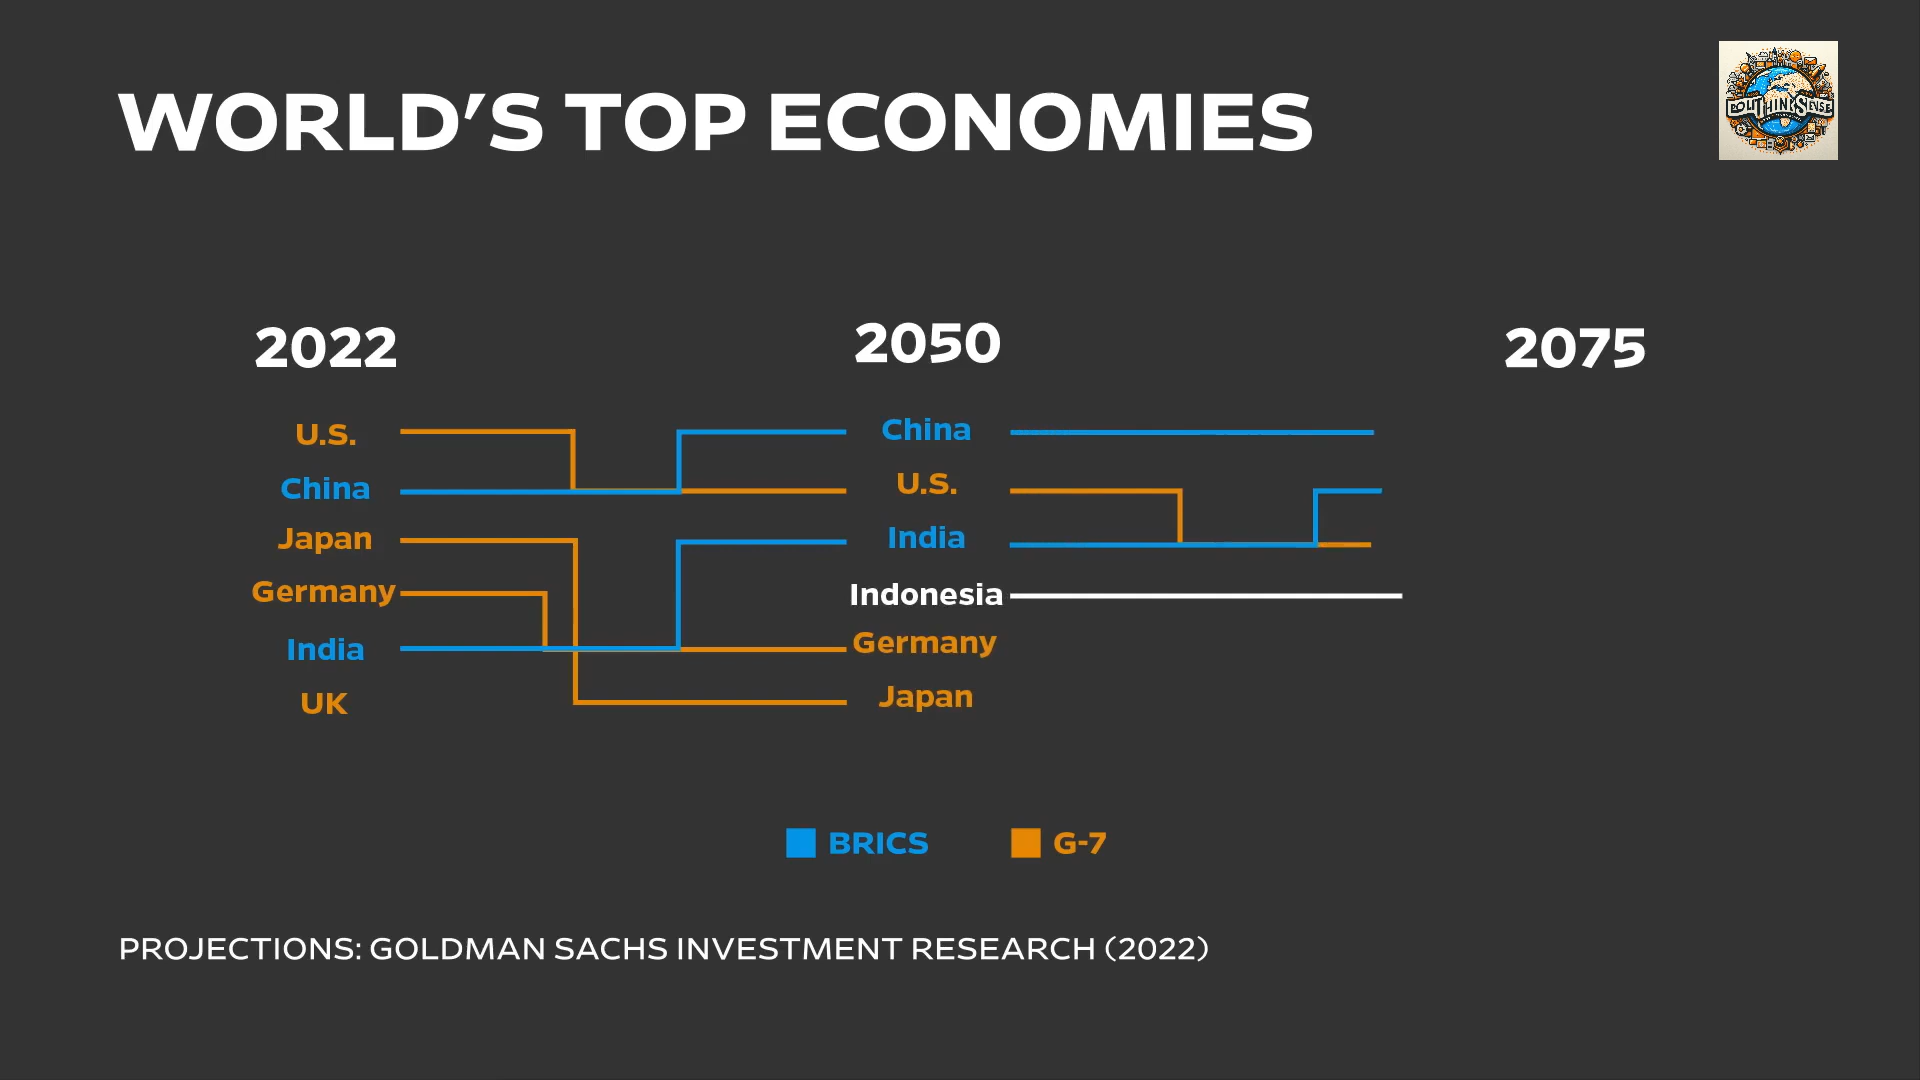 WORLD'S TOP ECONOMIES
2022
2050
2075
U.S.
China
Japan
Germany
India
UK
China
U.S.
India
Indonesia
Germany
Japan
BRICS
G-7
PROJECTIONS: GOLDMAN SACHS INVESTMENT RESEARCH (2022)